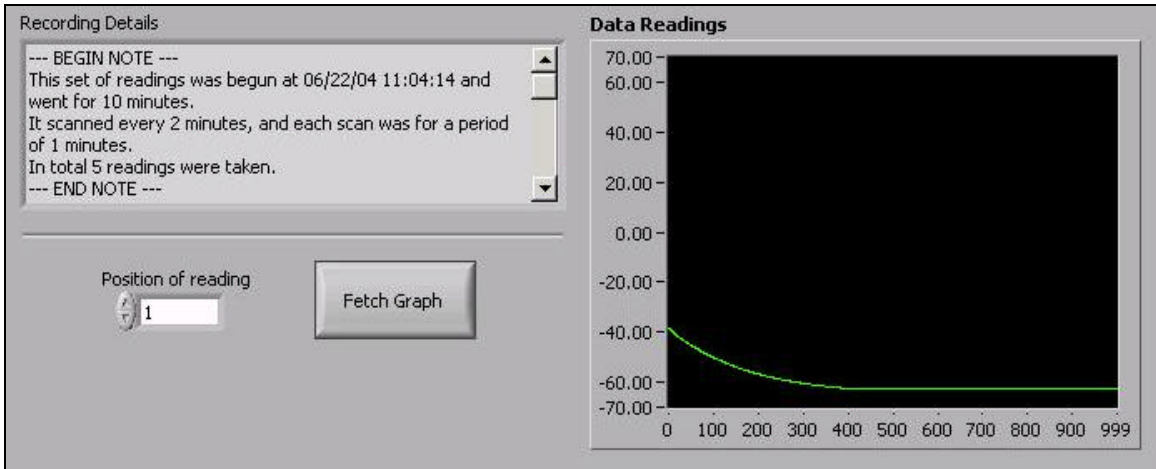 Recording Details
--- BEGIN NOTE ---
This set of readings was begun at 06/22/04 11:04:14 and
went for 10 minutes.
It scanned every 2 minutes, and each scan was for a period
of 1 minutes.
In total 5 readings were taken.
--- END NOTE ---
Position of reading
1
Fetch Graph
Data Readings
70.00
60.00
40.00
20.00
0.00
-20.00
-40.00
-60.00
-70.00
0 100 200 300 400 500 600 700 800 900 999